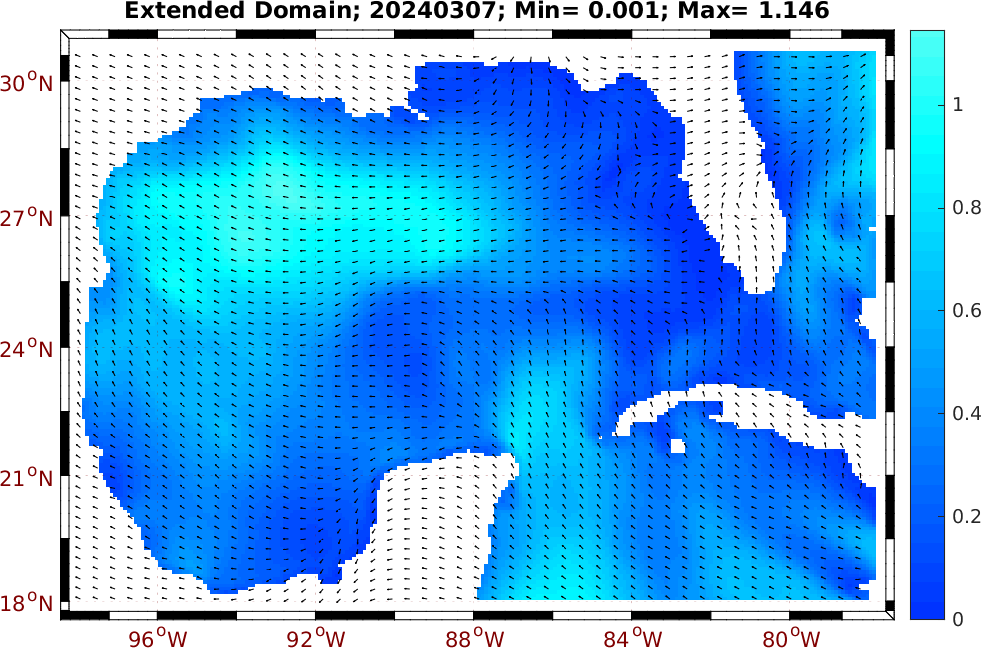 Extended Domain; 20240307; Min= 0.001; Max= 1.146
30°N
27°N
24°N
21°N
18°N
96°W
92°W
88°W
84°W
80°W
1
0.8
0.6
0.4
0.2
0